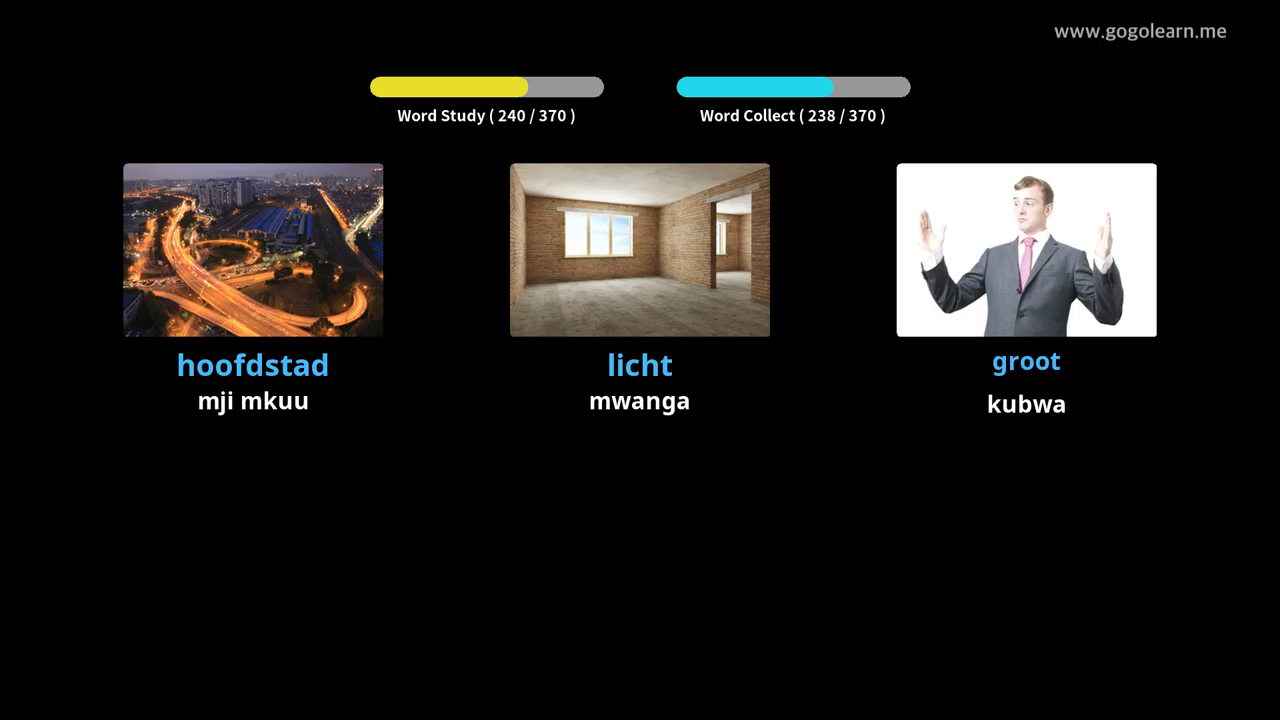 www.gogolearn.me
Word Study ( 240 / 370 )
Word Collect ( 238 / 370 )
hoofdstad
mji mkuu
licht
mwanga
groot
kubwa